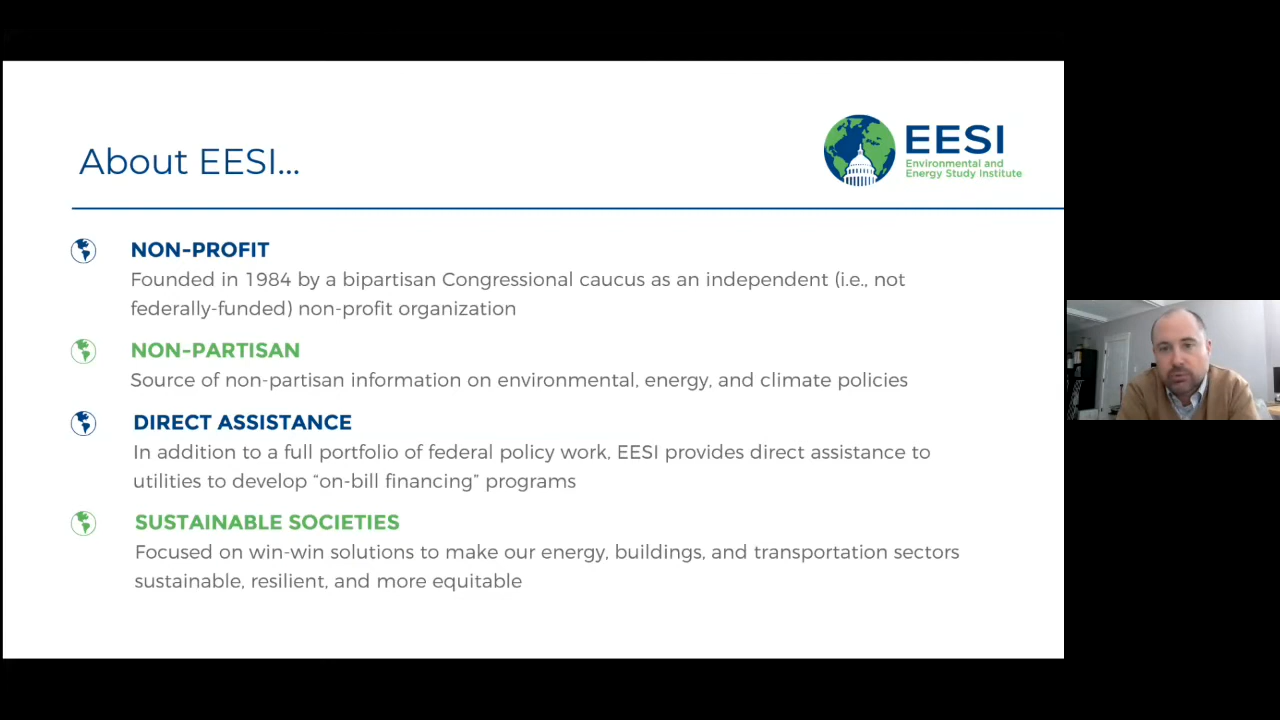 About EESI...
EESI
Environmental and
Energy Study Institute
NON-PROFIT
Founded in 1984 by a bipartisan Congressional caucus as an independent (i.e., not
federally-funded) non-profit organization
NON-PARTISAN
Source of non-partisan information on environmental, energy, and climate policies
DIRECT ASSISTANCE
In addition to a full portfolio of federal policy work, EESI provides direct assistance to
utilities to develop “on-bill financing” programs
SUSTAINABLE SOCIETIES
Focused on win-win solutions to make our energy, buildings, and transportation sectors
sustainable, resilient, and more equitable